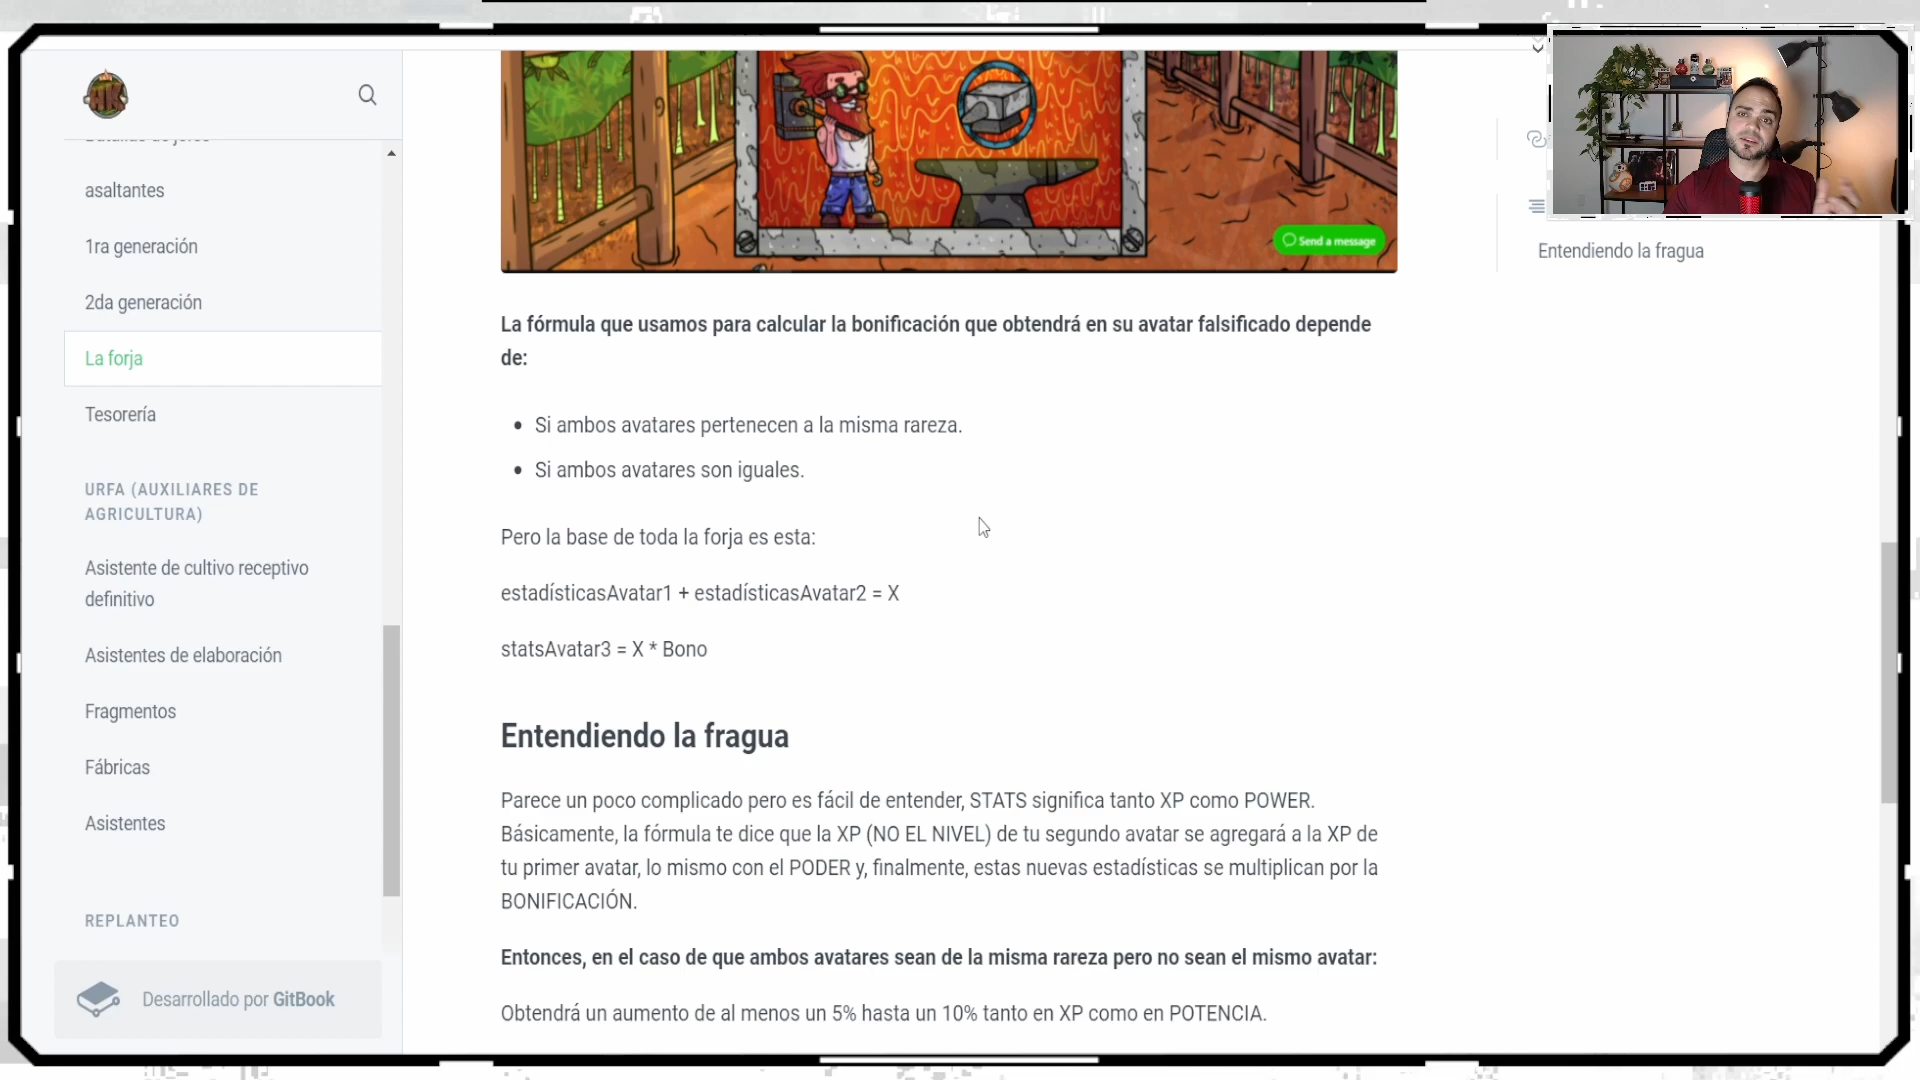 HK
asaltantes
1ra generación
2da generación
La forja
Tesorería
URFA (AUXILIARES DE
AGRICULTURA)
Asistente de cultivo receptivo
definitivo
Asistentes de elaboración
Fragmentos
Fábricas
Asistentes
REPLANTEO
Desarrollado por GitBook
Send a message
La fórmula que usamos para calcular la bonificación que obtendrá en su avatar falsificado depende
de:
• Si ambos avatares pertenecen a la misma rareza.
• Si ambos avatares son iguales.
Pero la base de toda la forja es esta:
estadísticasAvatar1 + estadísticasAvatar2 = X
statsAvatar3 = X * Bono
Entendiendo la fragua
Parece un poco complicado pero es fácil de entender, STATS significa tanto XP como POWER.
Básicamente, la fórmula te dice que la XP (NO EL NIVEL) de tu segundo avatar se agregará a la XP de
tu primer avatar, lo mismo con el PODER y, finalmente, estas nuevas estadísticas se multiplican por la
BONIFICACIÓN.
Entonces, en el caso de que ambos avatares sean de la misma rareza pero no sean el mismo avatar:
Obtendrá un aumento de al menos un 5% hasta un 10% tanto en XP como en POTENCIA.
Entendiendo la fragua